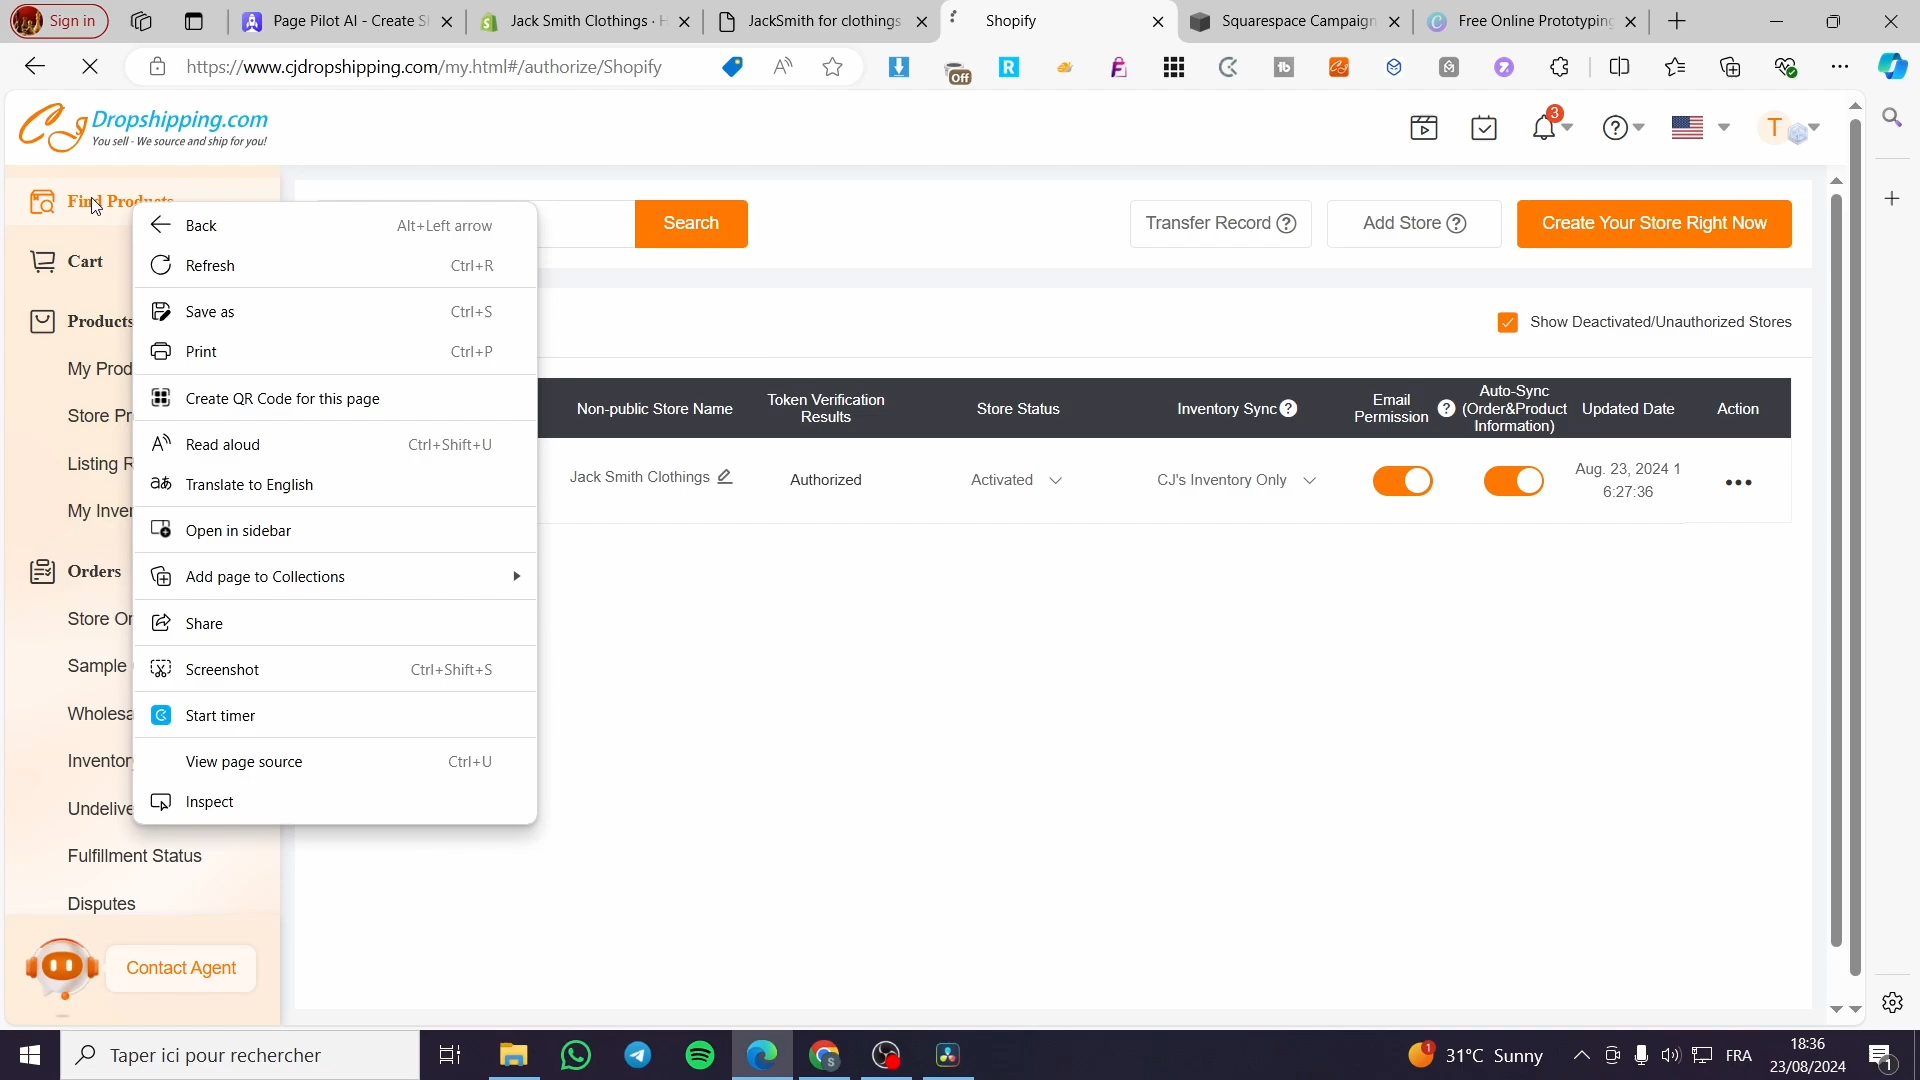 Sign in
Page Pilot AI - Create S
Jack Smith Clothings · H
JackSmith for clothings
Shopify
Squarespace Campaign
Free Online Prototyping
https://www.cjdropshipping.com/my.html#/authorize/Shopify
Off
CJ Dropshipping.com
You sell - We source and ship for you!
3
T
Find Products
Search
Transfer Record
Add Store
Create Your Store Right Now
Back Alt+Left arrow
Refresh Ctrl+R
Save as Ctrl+S
Print Ctrl+P
Create QR Code for this page
Read aloud Ctrl+Shift+U
Translate to English
Open in sidebar
Add page to Collections
Share
Screenshot Ctrl+Shift+S
Start timer
View page source Ctrl+U
Inspect
Cart
Products
My Prod
Store Pr
Listing R
My Inver
Orders
Store Or
Sample
Wholesa
Inventor
Undelive
Fulfillment Status
Disputes
Contact Agent
Show Deactivated/Unauthorized Stores
Non-public Store Name
Token Verification Results
Store Status
Inventory Sync
Email Permission
Auto-Sync (Order&Product Information)
Updated Date
Action
Jack Smith Clothings
Authorized
Activated
CJ's Inventory Only
Aug. 23, 2024 1
6:27:36
Taper ici pour rechercher
1
31°C Sunny
FRA
18:36
23/08/2024
1